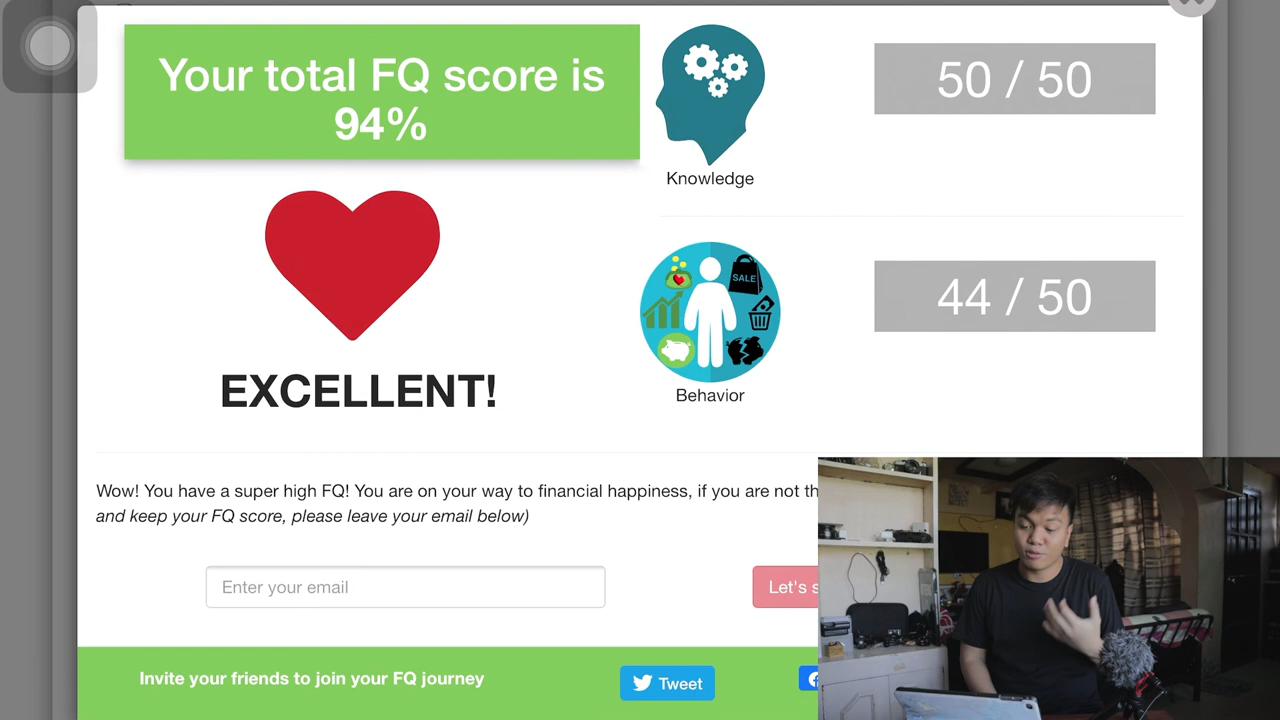 Your total FQ score is
94%
50 / 50
Knowledge
SALE
44 / 50
EXCELLENT!
Behavior
Wow! You have a super high FQ! You are on your way to financial happiness, if you are not
and keep your FQ score, please leave your email below)
Enter your email
Let's
Invite your friends to join your FQ journey
Tweet